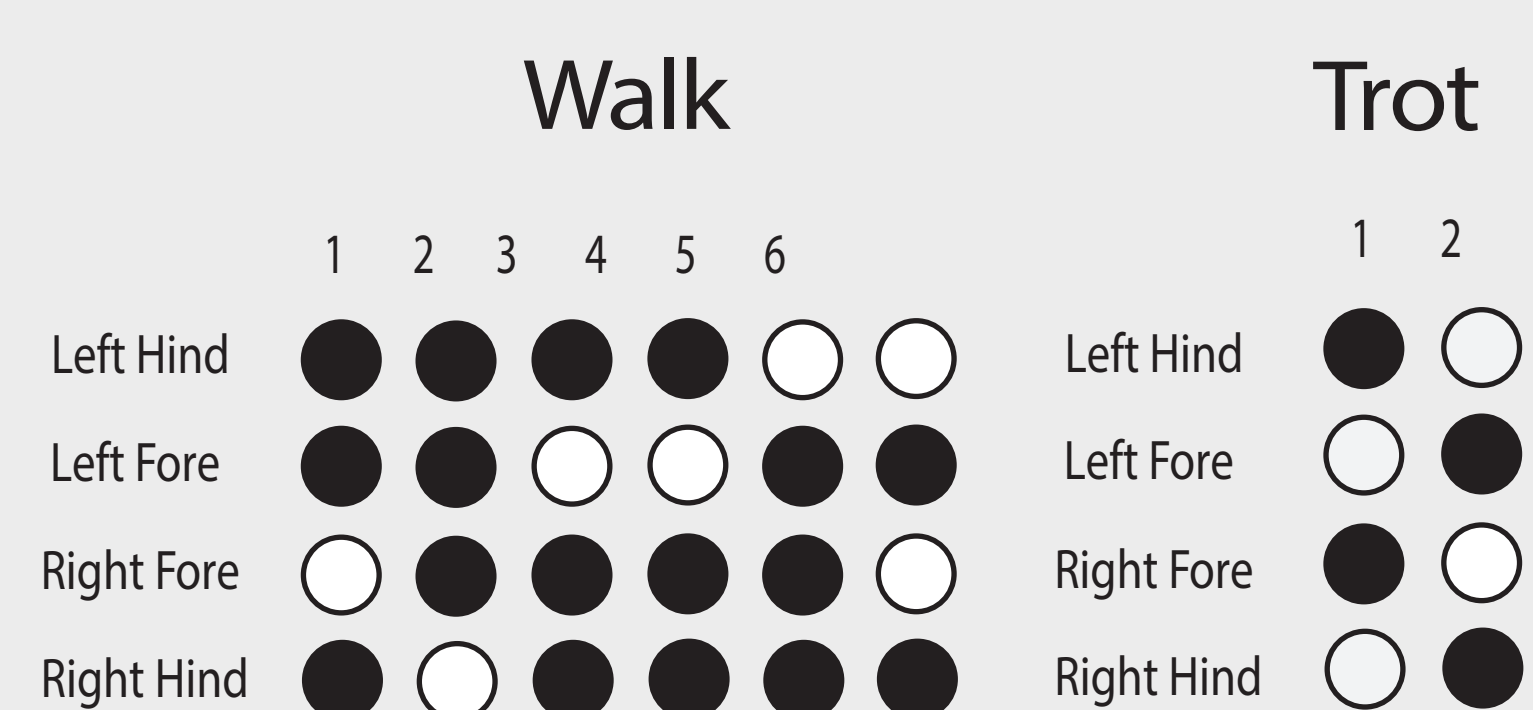 Walk
Trot
1 2 3 4 5 6
1 2
Left Hind
Left Hind
Left Fore
Left Fore
Right Fore
Right Fore
Right Hind
Right Hind